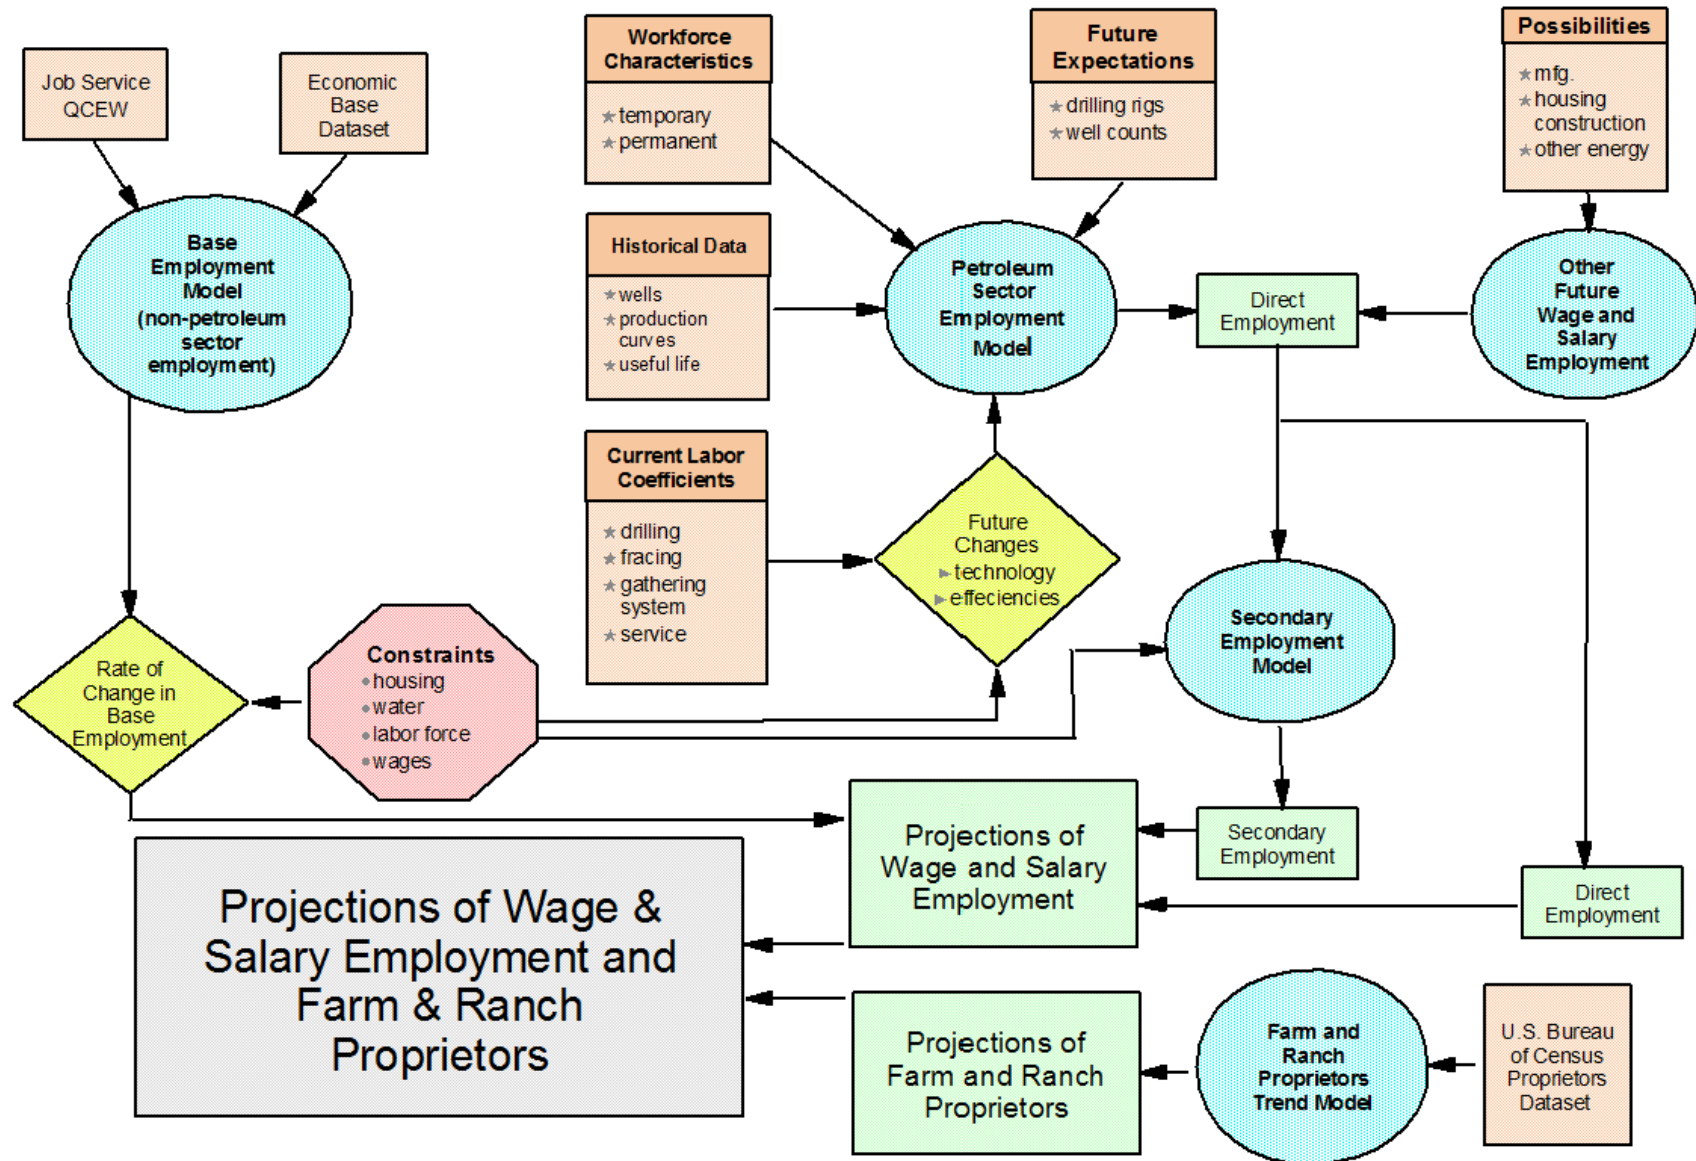 Job Service
QCEW
Economic
Base
Dataset
Workforce
Characteristics
temporary
permanent
Future
Expectations
drilling rigs
well counts
Possibilities
mfg.
housing
construction
other energy
Base
Employment
Model
(non-petroleum
sector
employment)
Historical Data
wells
production
curves
useful life
Petroleum
Sector
Employment
Model
Direct
Employment
Other
Future
Wage and
Salary
Employment
Current Labor
Coefficients
drilling
fracing
gathering
system
service
Future
Changes
technology
effeciencies
Secondary
Employment
Model
Rate of
Change in
Base
Employment
Constraints
housing
water
labor force
wages
Projections of
Wage and Salary
Employment
Secondary
Employment
Direct
Employment
Projections of Wage &
Salary Employment and
Farm & Ranch
Proprietors
Projections of
Farm and Ranch
Proprietors
Farm and
Ranch
Proprietors
Trend Model
U.S. Bureau
of Census
Proprietors
Dataset